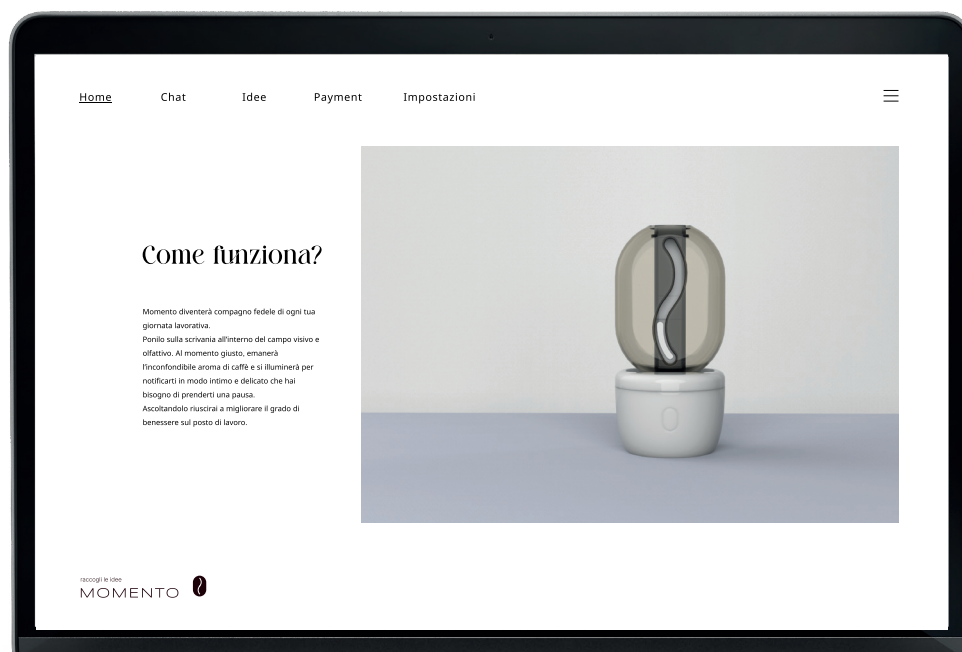 Home Chat Idee Payment Impostazioni
Come funziona?
Momento diventerà compagno fedele di ogni tua
giornata lavorativa.
Ponilo sulla scrivania all'interno del campo visivo e
olfattivo. Al momento giusto, emanerà
l'inconfondibile aroma di caffè e si illuminerà per
notificarti in modo intimo e delicato che hai
bisogno di prenderti una pausa.
Ascoltandolo riuscirai a migliorare il grado di
benessere sul posto di lavoro.
raccogli le idee
MOMENTO